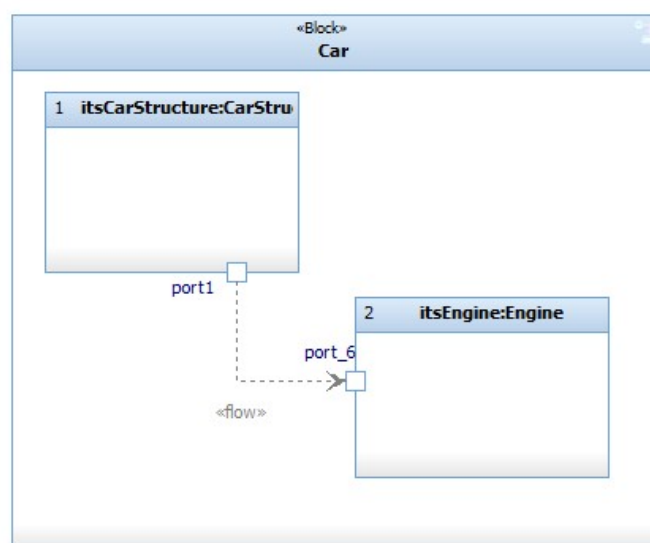 «Block»
Car
1 itsCarStructure:CarStru
port1
2 itsEngine:Engine
port_6
«flow»